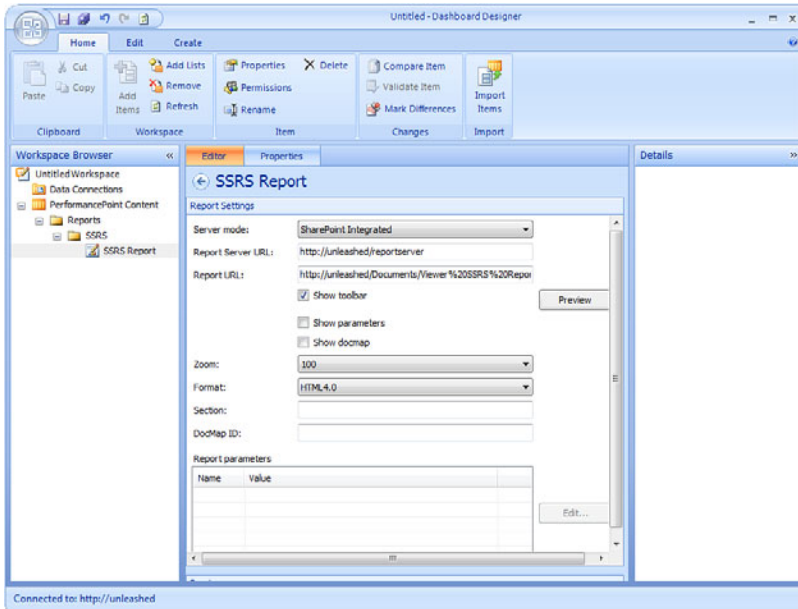 Untitled - Dashboard Designer
Home Edit Create
Paste
Cut
Copy
Clipboard
Add Items
Add Lists
Remove
Refresh
Workspace
Properties
Permissions
Rename
Delete
Item
Compare Item
Validate Item
Mark Differences
Changes
Import Items
Import
Workspace Browser «
Untitled Workspace
Data Connections
PerformancePoint Content
Reports
SSRS
SSRS Report
Editor Properties
SSRS Report
Report Settings
Server mode: SharePoint Integrated
Report Server URL: http://unleashed/reportserver
Report URL: http://unleashed/Documents/Viewer%20SSRS%20Repor
Show toolbar
Preview
Show parameters
Show docmap
Zoom: 100
Format: HTML4.0
Section:
DocMap ID:
Report parameters
Name Value
Edit...
Details »
Connected to: http://unleashed